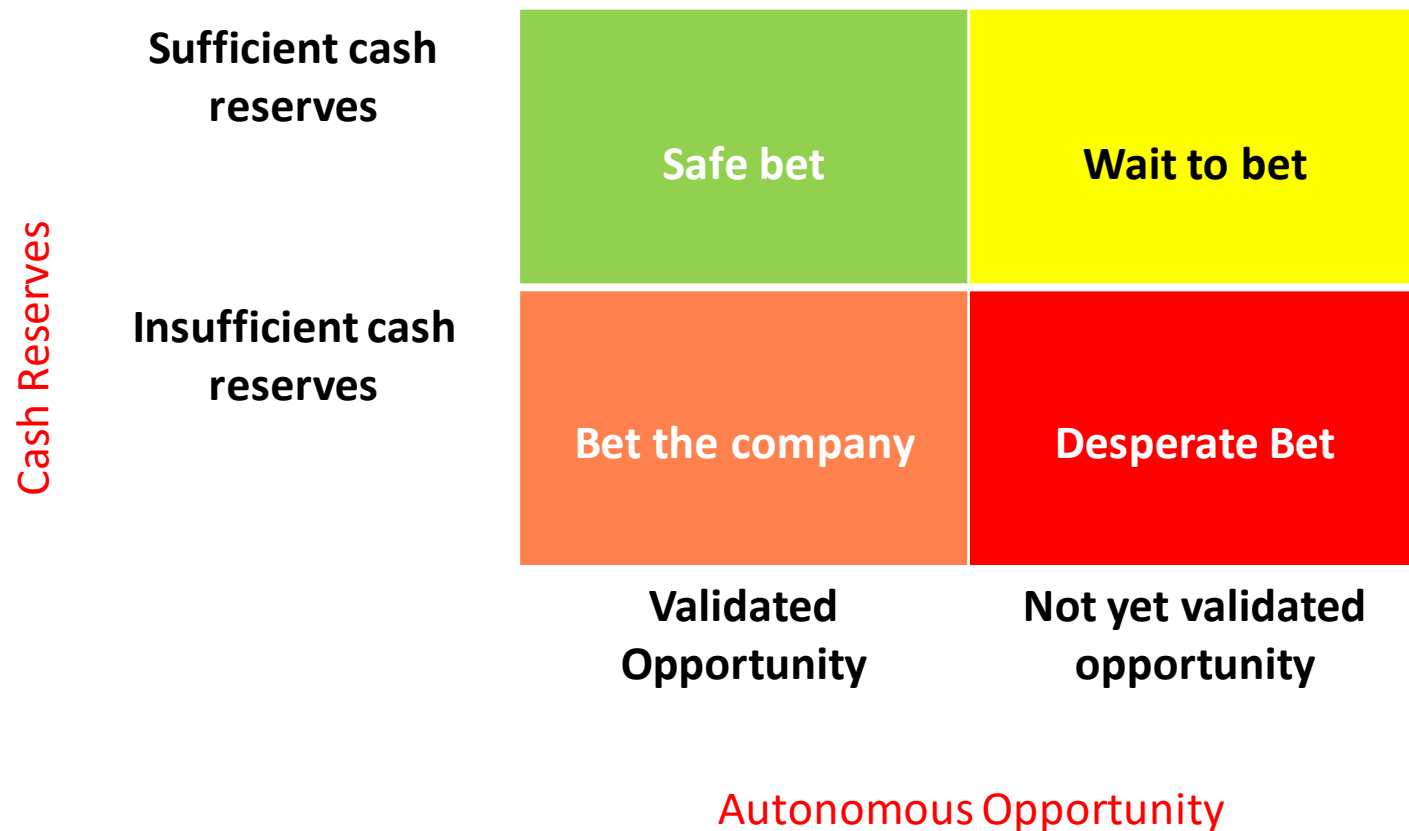 Sufficient cash
reserves
Safe bet
Wait to bet
Cash Reserves
Insufficient cash
reserves
Bet the company
Desperate Bet
Validated
Opportunity
Not yet validated
opportunity
Autonomous Opportunity